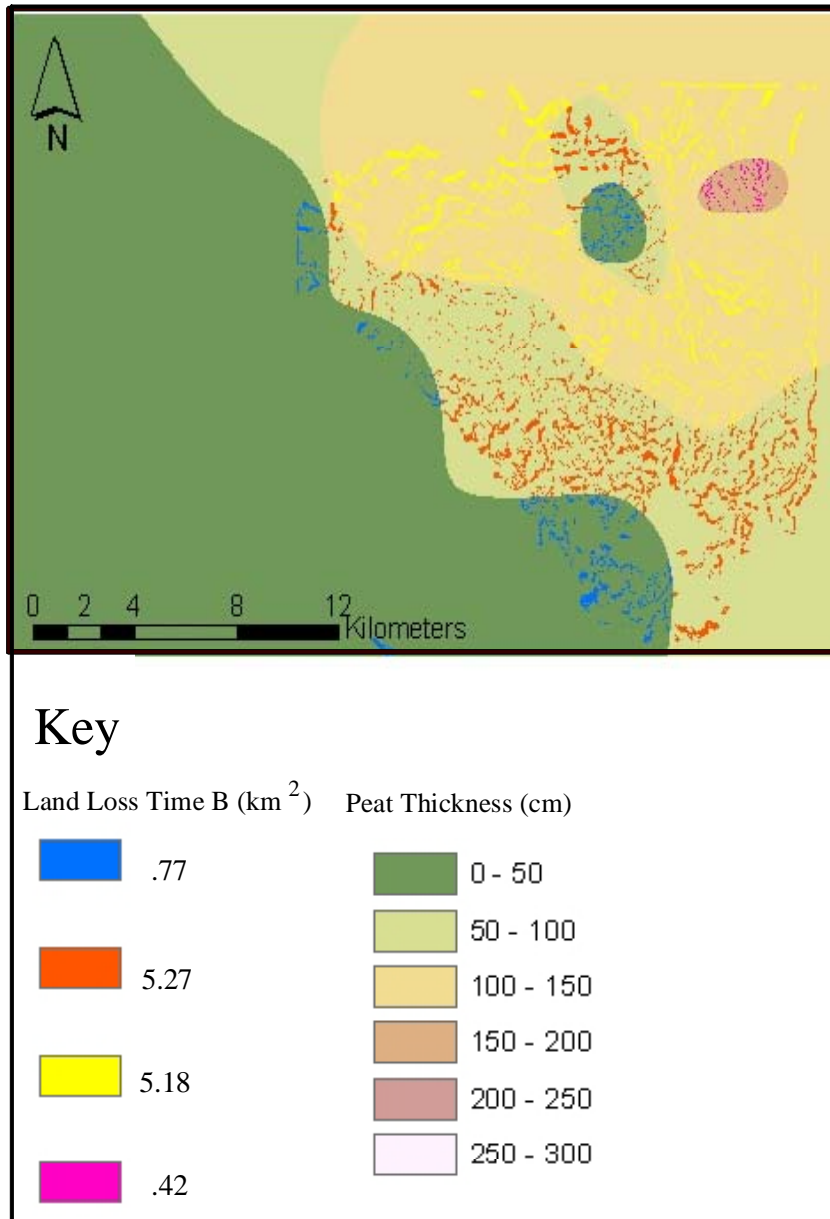 N
0 2 4 8 12
Kilometers
Key
Land Loss Time B (km 2) Peat Thickness (cm)
.77
5.27
5.18
.42
0 - 50
50 - 100
100 - 150
150 - 200
200 - 250
250 - 300